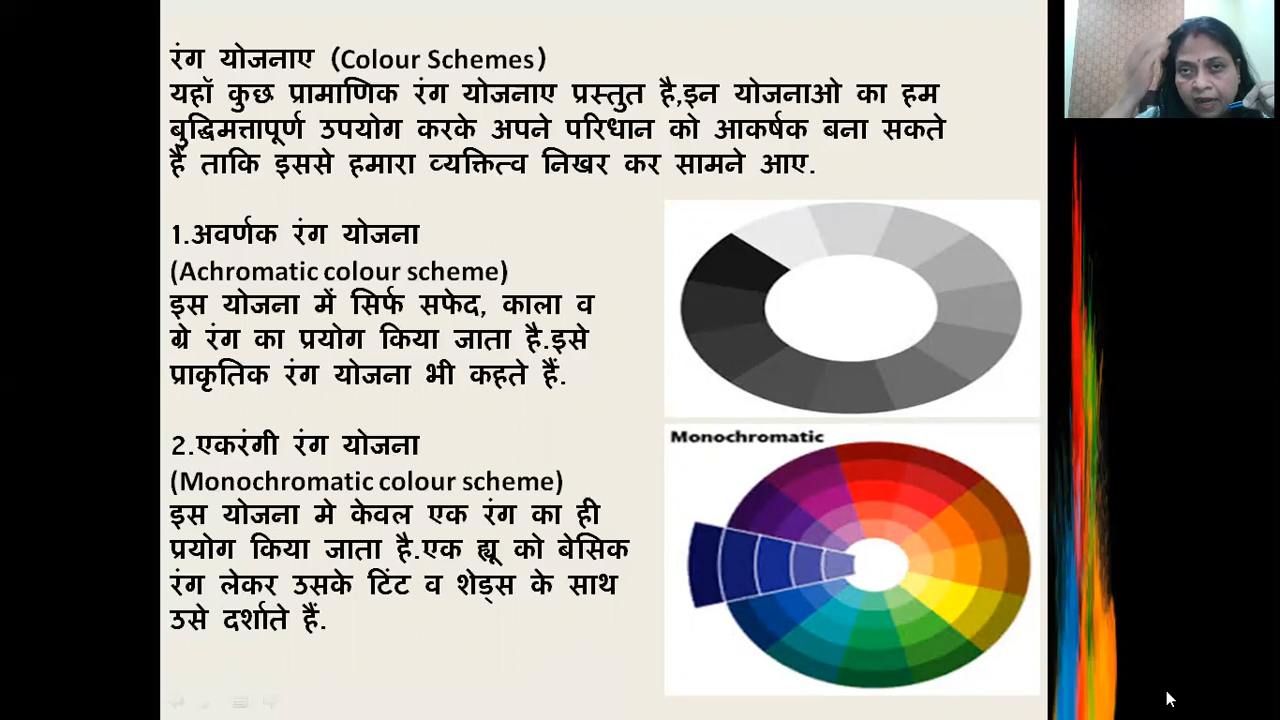 रंग योजनाए (Colour Schemes)
यहॉ कुछ प्रामाणिक रंग योजनाए प्रस्तुत है,इन योजनाओ का हम
बुद्धिमत्तापूर्ण उपयोग करके अपने परिधान को आकर्षक बना सकते
हैं ताकि इससे हमारा व्यक्तित्व निखर कर सामने आए.
1.अवर्णक रंग योजना
(Achromatic colour scheme)
इस योजना में सिर्फ सफेद, काला व
ग्रे रंग का प्रयोग किया जाता है.इसे
प्राकृतिक रंग योजना भी कहते हैं.
2.एकरंगी रंग योजना
(Monochromatic colour scheme)
इस योजना मे केवल एक रंग का ही
प्रयोग किया जाता है.एक ह्यू को बेसिक
रंग लेकर उसके टिंट व शेड्स के साथ
उसे दर्शाते हैं.
Monochromatic